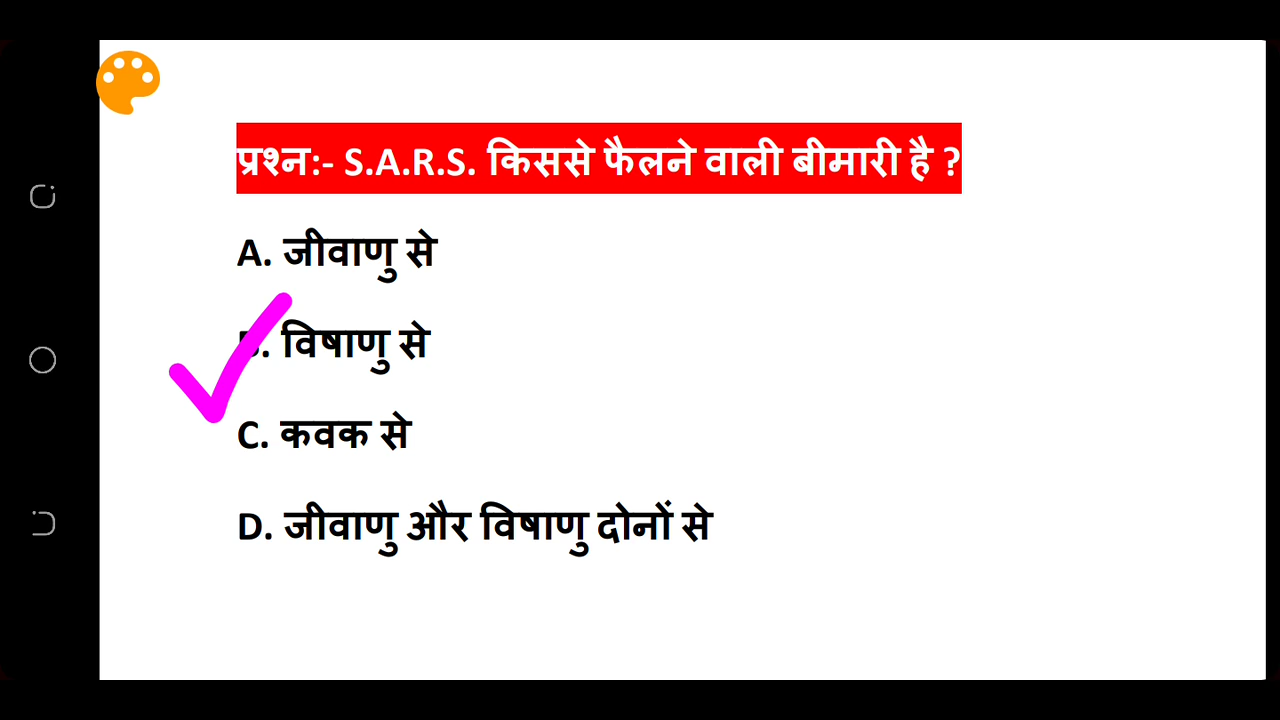 प्रश्न:- S.A.R.S. किससे फैलने वाली बीमारी है ?
A. जीवाणु से
B. विषाणु से
C. कवक से
D. जीवाणु और विषाणु दोनों से